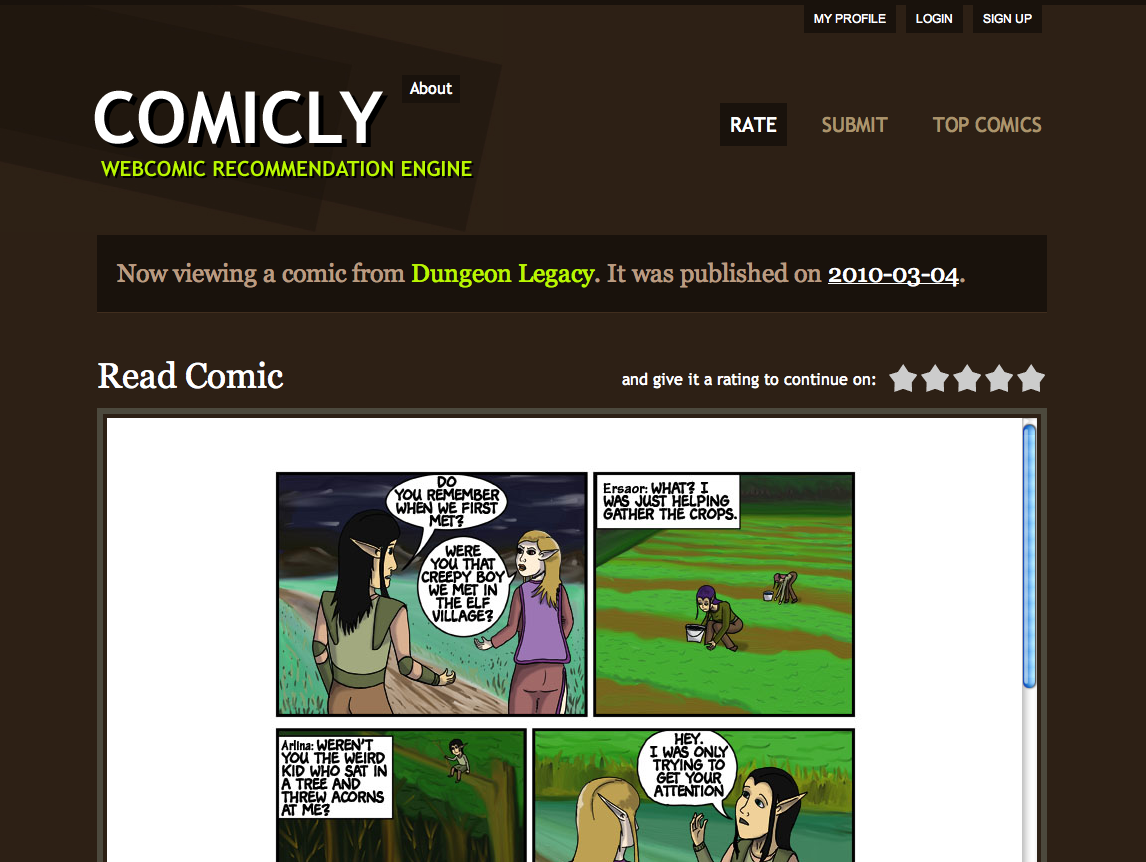 MY PROFILE
LOGIN
SIGN UP
COMICLY
About
WEBCOMIC RECOMMENDATION ENGINE
RATE
SUBMIT
TOP COMICS
Now viewing a comic from Dungeon Legacy. It was published on 2010-03-04.
Read Comic
and give it a rating to continue on:
DO
YOU REMEMBER
WHEN WE FIRST
MET?
WERE
YOU THAT
CREEPY BOY
WE MET IN
THE ELF
VILLAGE?
Ersaor: WHAT? I
WAS JUST HELPING
GATHER THE CROPS.
Arlina: WEREN'T
YOU THE WEIRD
KID WHO SAT IN
A TREE AND
THREW ACORNS
AT ME?
HEY.
I WAS ONLY
TRYING TO
GET YOUR
ATTENTION